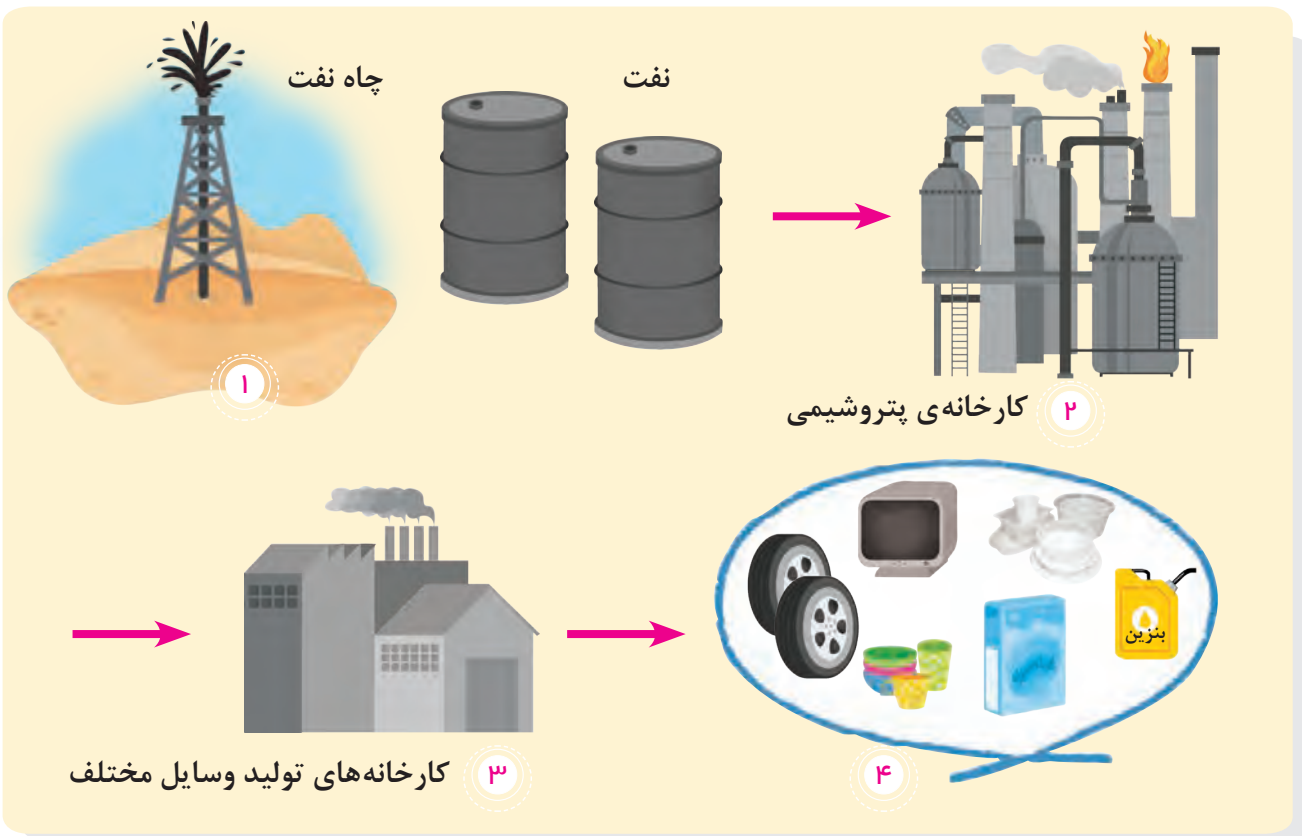 چاه نفت
نفت
۱
۲ کارخانه‌ی پتروشیمی
۳ کارخانه‌های تولید وسایل مختلف
بنزین
۴